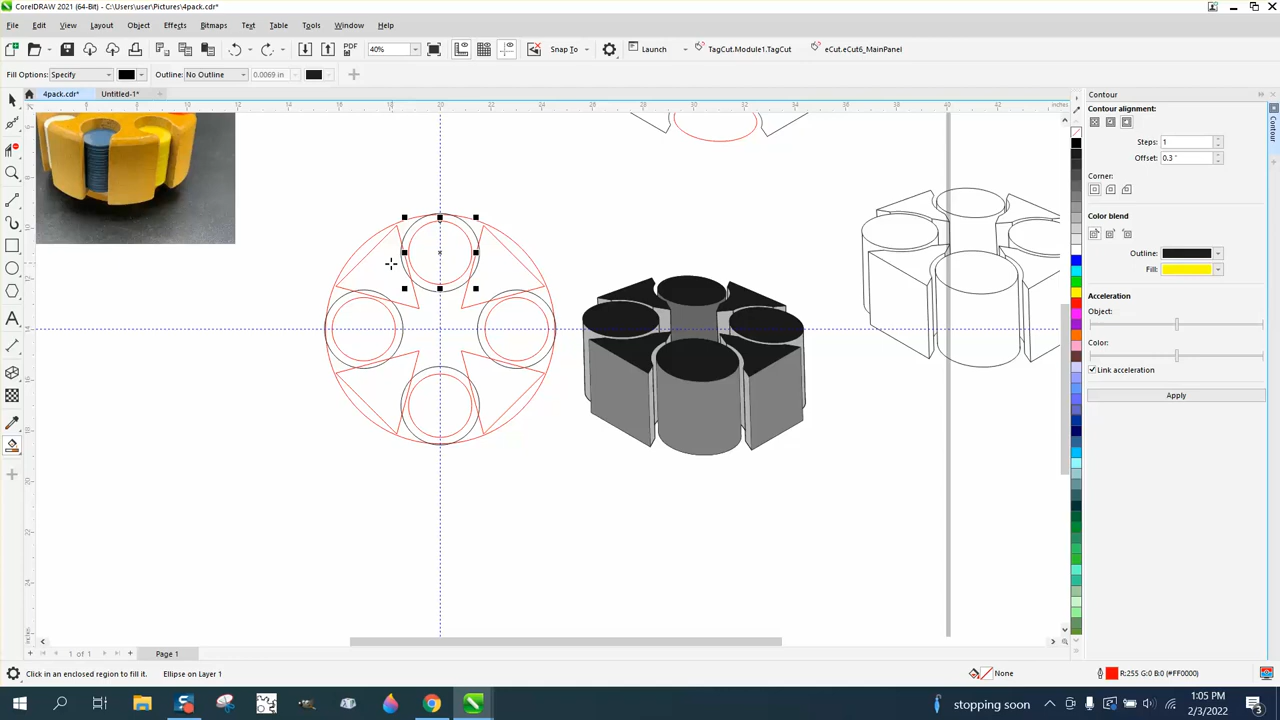 CorelDRAW 2021 (64-Bit) - C:\Users\user\Pictures\4pack.cdr*
File Edit View Layout Object Effects Bitmaps Text Table Tools Window Help
PDF 40% Snap To Launch TagCut.Module1.TagCut eCut.eCut6_MainPanel
Fill Options: Specify Outline: No Outline 0.0069 in
4pack.cdr* Untitled-1*
Contour
Contour alignment:
Steps: 1
Offset: 0.3 "
Corner:
Color blend
Outline:
Fill:
Acceleration
Object:
Color:
Link acceleration
Apply
Contour
1 of 1 Page 1
Click in an enclosed region to fill it. Ellipse on Layer 1 None R:255 G:0 B:0 (#FF0000)
stopping soon 1:05 PM
2/3/2022